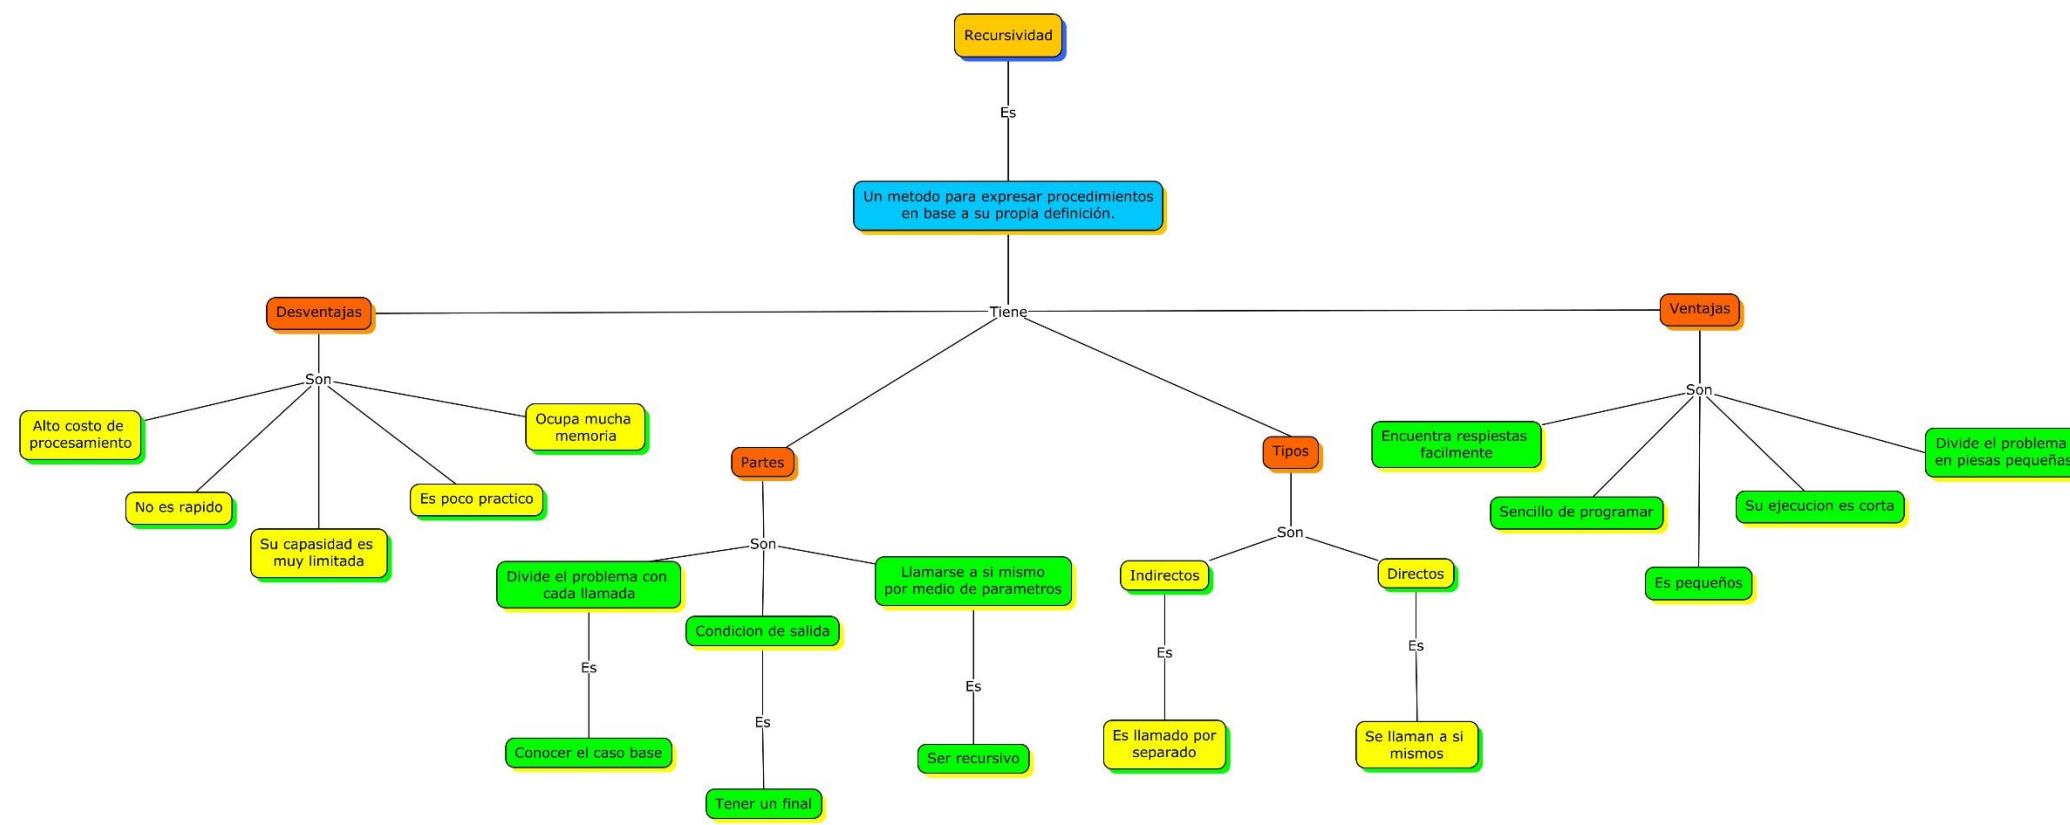 Recursividad
Es
Un metodo para expresar procedimientos
en base a su propia definición.
Tiene
Desventajas
Son
Alto costo de
procesamiento
No es rapido
Su capasidad es
muy limitada
Es poco practico
Ocupa mucha
memoria
Partes
Son
Divide el problema con
cada llamada
Es
Conocer el caso base
Condicion de salida
Es
Tener un final
Llamarse a si mismo
por medio de parametros
Es
Ser recursivo
Tipos
Son
Indirectos
Es
Es llamado por
separado
Directos
Es
Se llaman a si
mismos
Ventajas
Son
Encuentra respiestas
facilmente
Sencillo de programar
Es pequeños
Su ejecucion es corta
Divide el problema
en piesas pequeñas